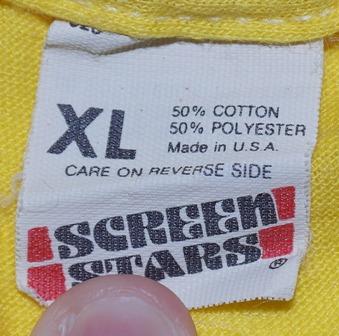 XL
50% COTTON
50% POLYESTER
Made in U.S.A.
CARE ON REVERSE SIDE
SCREEN
STARS®